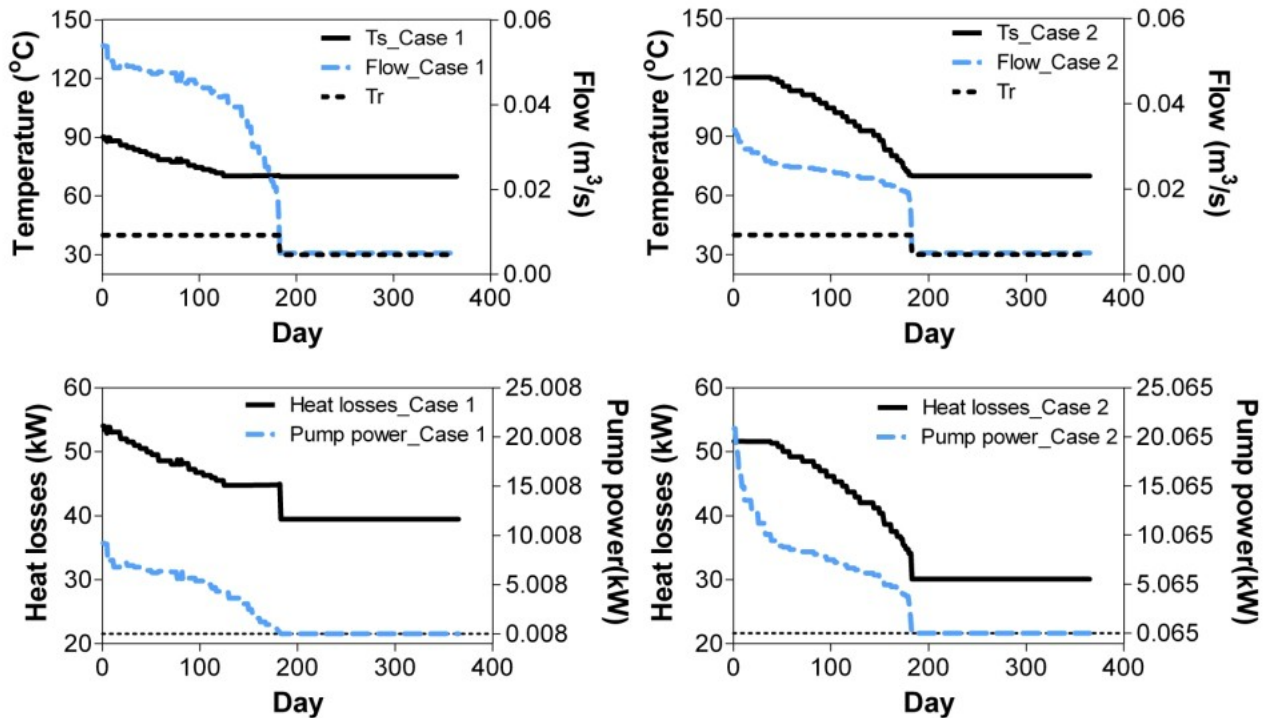 150
120
90
60
30
Temperature (°C)
0.06
0.04
0.02
0.00
Flow (m³/s)
Ts_Case 1
Flow_Case 1
Tr
0
100
200
300
400
Day
150
120
90
60
30
Temperature (°C)
0.06
0.04
0.02
0.00
Flow (m³/s)
Ts_Case 2
Flow_Case 2
Tr
0
100
200
300
400
Day
60
50
40
30
20
Heat losses (kW)
25.008
20.008
15.008
10.008
5.008
0.008
Pump power(kW)
Heat losses_Case 1
Pump power_Case 1
0
100
200
300
400
Day
60
50
40
30
20
Heat losses (kW)
25.065
20.065
15.065
10.065
5.065
0.065
Pump power(kW)
Heat losses_Case 2
Pump power_Case 2
0
100
200
300
400
Day